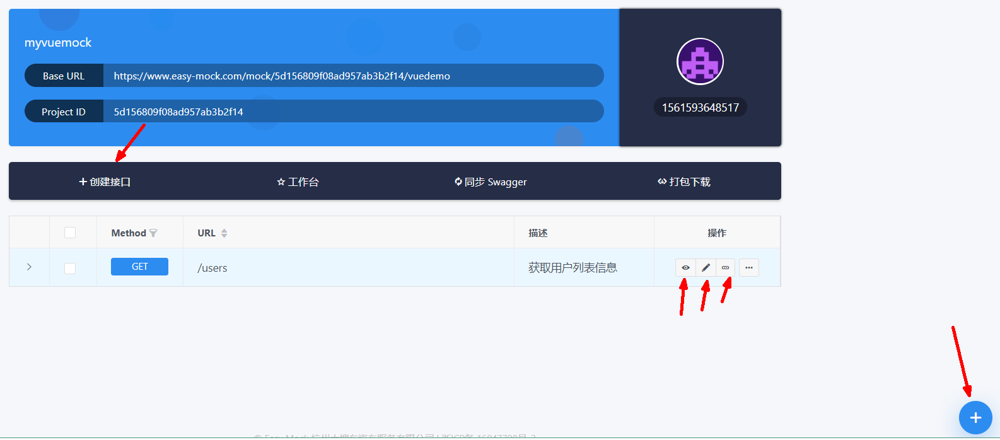 myvuemock
Base URL https://www.easy-mock.com/mock/5d156809f08ad957ab3b2f14/vuedemo
Project ID 5d156809f08ad957ab3b2f14
1561593648517
创建接口 工作台 同步 Swagger 打包下载
Method URL 描述 操作
GET /users 获取用户列表信息
© Easy Mock